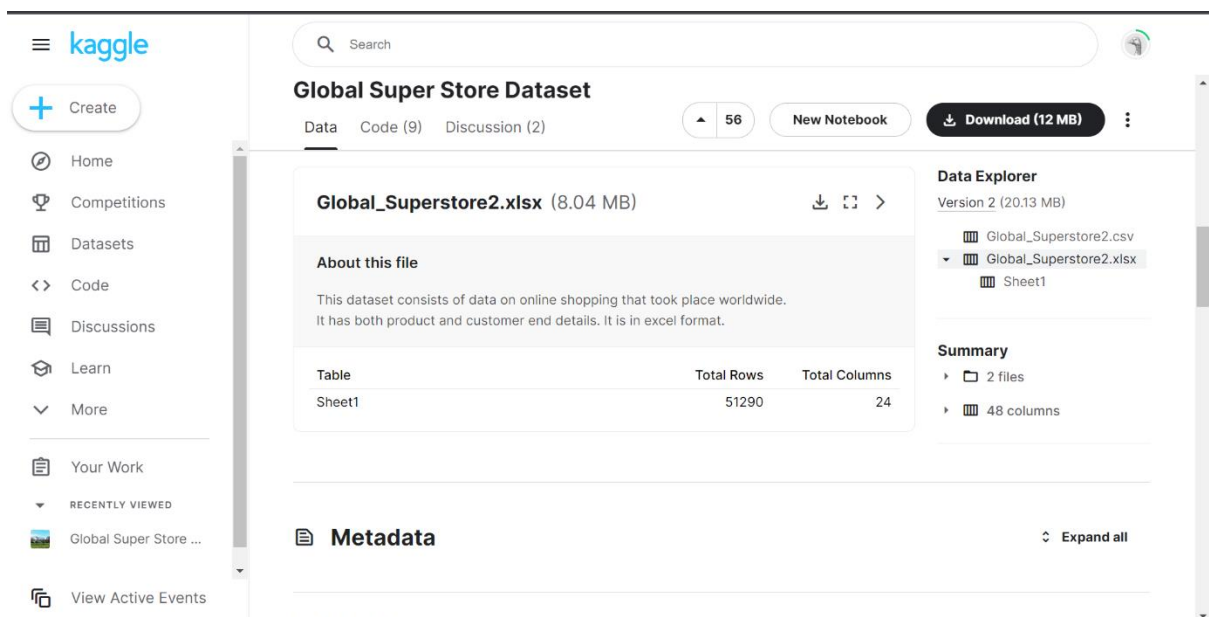 kaggle
Search
Create
Home
Competitions
Datasets
Code
Discussions
Learn
More
Your Work
RECENTLY VIEWED
Global Super Store ...
View Active Events
Global Super Store Dataset
Data Code (9) Discussion (2)
56
New Notebook
Download (12 MB)
Global_Superstore2.xlsx (8.04 MB)
About this file
This dataset consists of data on online shopping that took place worldwide.
It has both product and customer end details. It is in excel format.
Table Total Rows Total Columns
Sheet1 51290 24
Data Explorer
Version 2 (20.13 MB)
Global_Superstore2.csv
Global_Superstore2.xlsx
Sheet1
Summary
2 files
48 columns
Metadata
Expand all